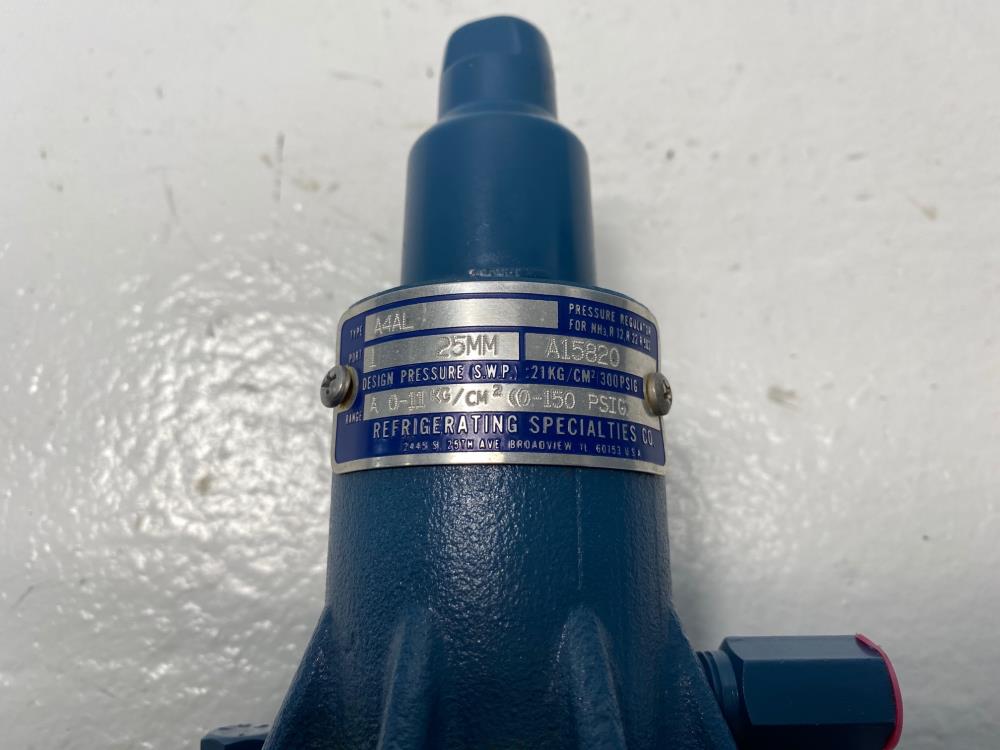 TYPE A4AL PRESSURE REGULATOR
FOR NH3, R 12, R 22 R 502
PORT 1 25MM A15820
DESIGN PRESSURE (S.W.P.) :21KG/CM² 300PSIG
RANGE A 0-11 KG/CM² (0-150 PSIG)
REFRIGERATING SPECIALTIES CO.
2445 S. 25TH AVE. BROADVIEW, IL 60153 U.S.A.